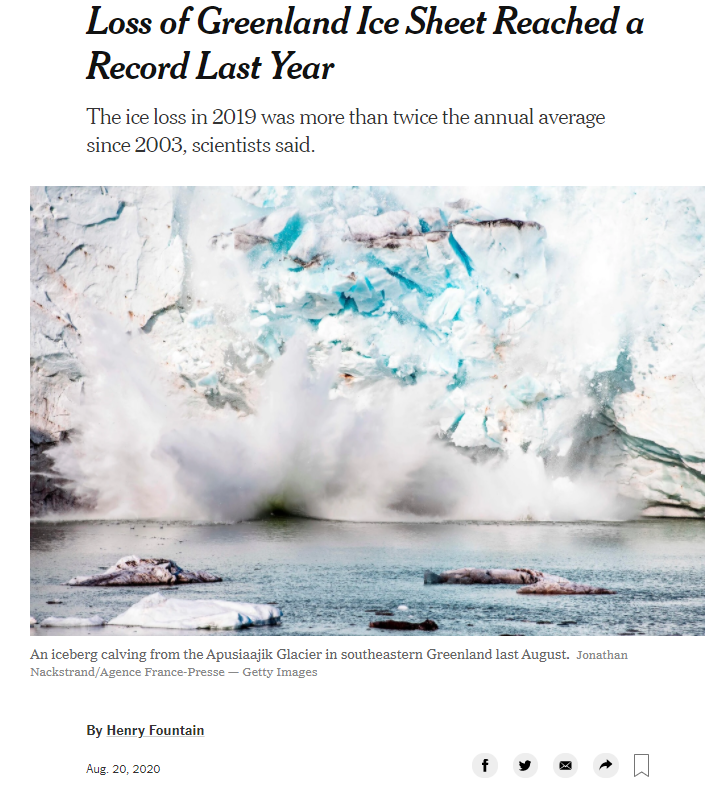 Loss of Greenland Ice Sheet Reached a
Record Last Year
The ice loss in 2019 was more than twice the annual average
since 2003, scientists said.
An iceberg calving from the Apusiaajik Glacier in southeastern Greenland last August. Jonathan
Nackstrand/Agence France-Presse — Getty Images
By Henry Fountain
Aug. 20, 2020